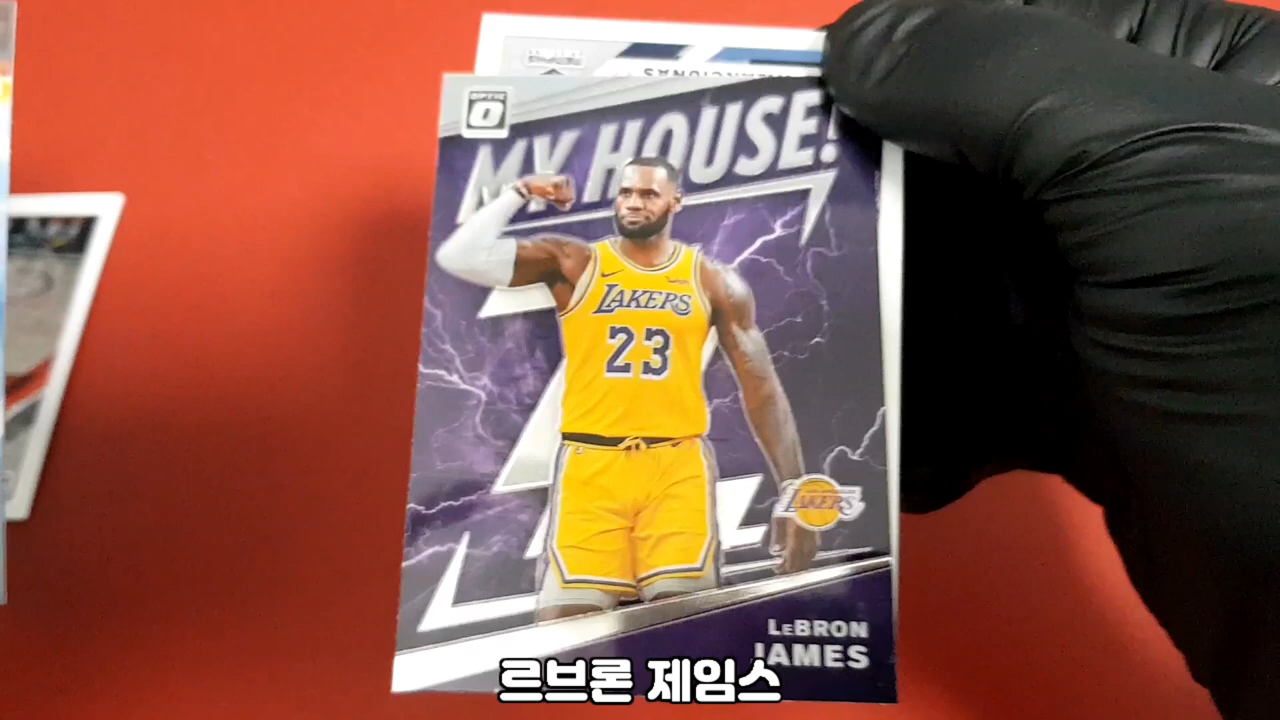 OPTIC
O
MY HOUSE!
LAKERS
23
LAKERS
LeBRON
JAMES
르브론 제임스